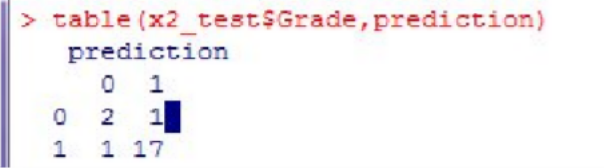 > table(x2_test$Grade,prediction)
   prediction
     0  1
  0  2  1
  1  1 17